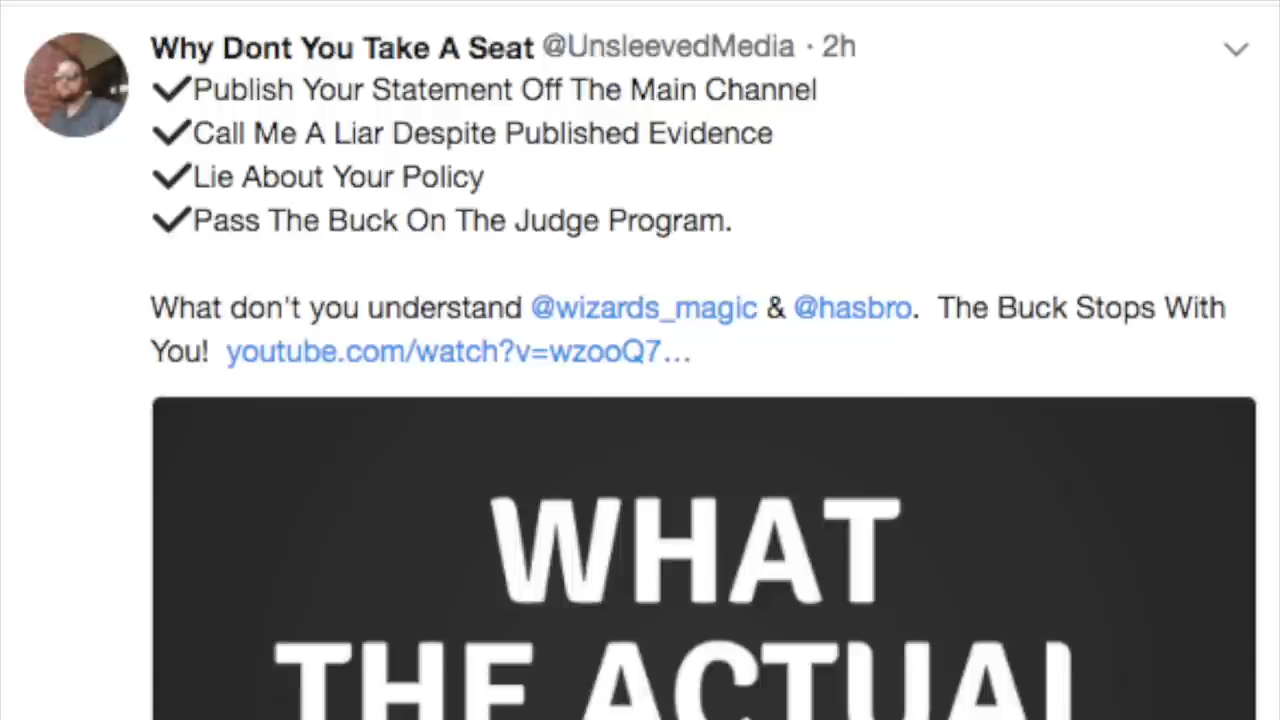 Why Dont You Take A Seat @UnsleevedMedia · 2h
✔Publish Your Statement Off The Main Channel
✔Call Me A Liar Despite Published Evidence
✔Lie About Your Policy
✔Pass The Buck On The Judge Program.
What don't you understand @wizards_magic & @hasbro. The Buck Stops With
You! youtube.com/watch?v=wzooQ7...
WHAT
THE ACTUAL